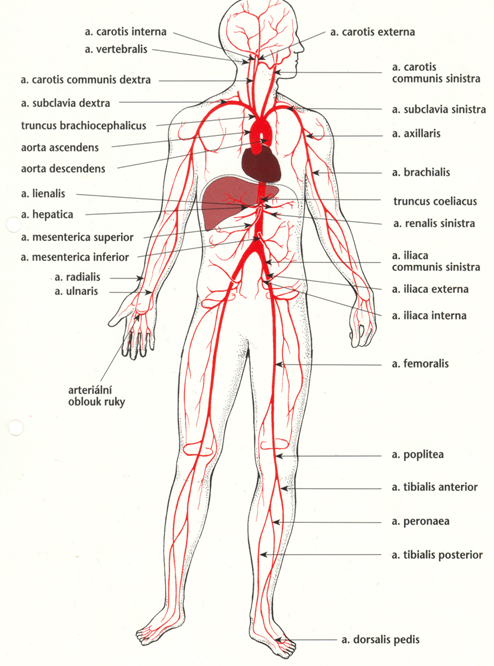 a. carotis interna
a. vertebralis
a. carotis communis dextra
a. subclavia dextra
truncus brachiocephalicus
aorta ascendens
aorta descendens
a. lienalis
a. hepatica
a. mesenterica superior
a. mesenterica inferior
a. radialis
a. ulnaris
arteriální
oblouk ruky
a. carotis externa
a. carotis
communis sinistra
a. subclavia sinistra
a. axillaris
a. brachialis
truncus coeliacus
a. renalis sinistra
a. iliaca
communis sinistra
a. iliaca externa
a. iliaca interna
a. femoralis
a. poplitea
a. tibialis anterior
a. peronaea
a. tibialis posterior
a. dorsalis pedis